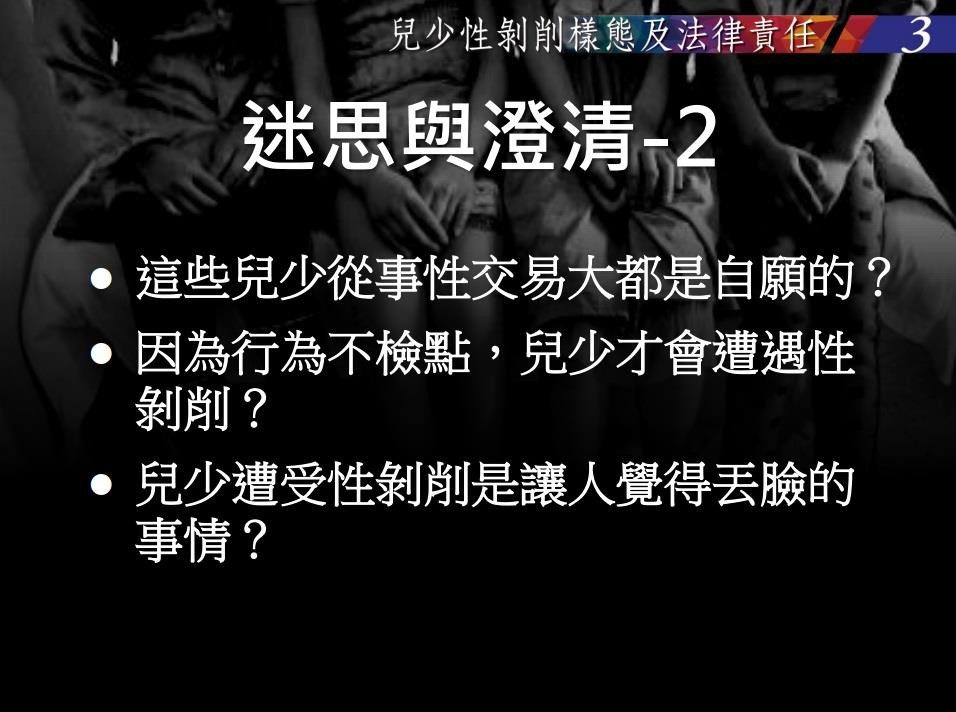 兒少性剝削樣態及法律責任 3
迷思與澄清-2
● 這些兒少從事性交易大都是自願的？
● 因為行為不檢點，兒少才會遭遇性
剝削？
● 兒少遭受性剝削是讓人覺得丟臉的
事情？